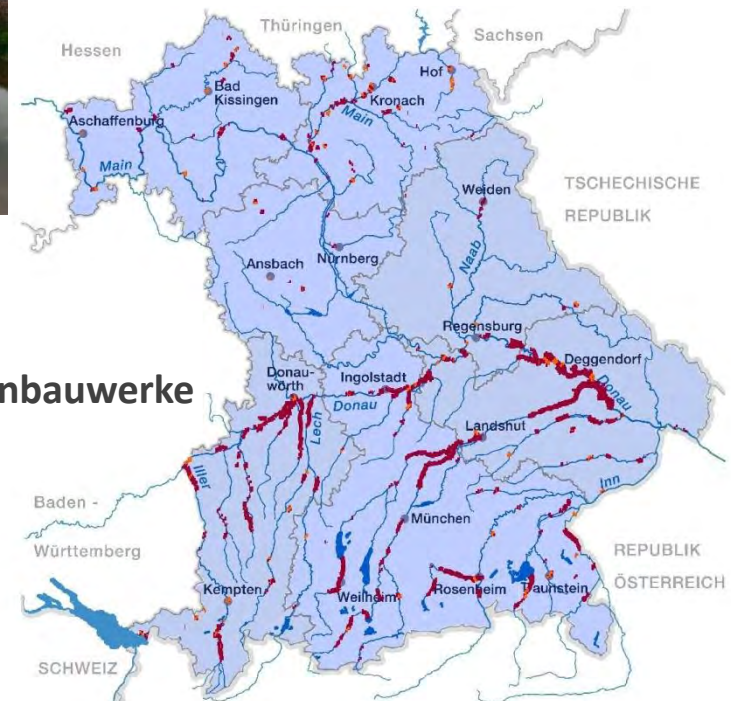 Thüringen
Sachsen
Hessen
Hof
Bad
Kissingen
Kronach
Aschaffenburg
Main
Main
Weiden
TSCHECHISCHE
REPUBLIK
Naab
Nürnberg
Ansbach
Regensburg
Deggendorf
Donau-
wörth
Ingolstadt
nbauwerke
Donau
Donau
Lech
Landshut
Iller
Inn
Baden -
Württemberg
München
REPUBLIK
ÖSTERREICH
Kempten
Weilheim
Rosenheim
Traunstein
SCHWEIZ